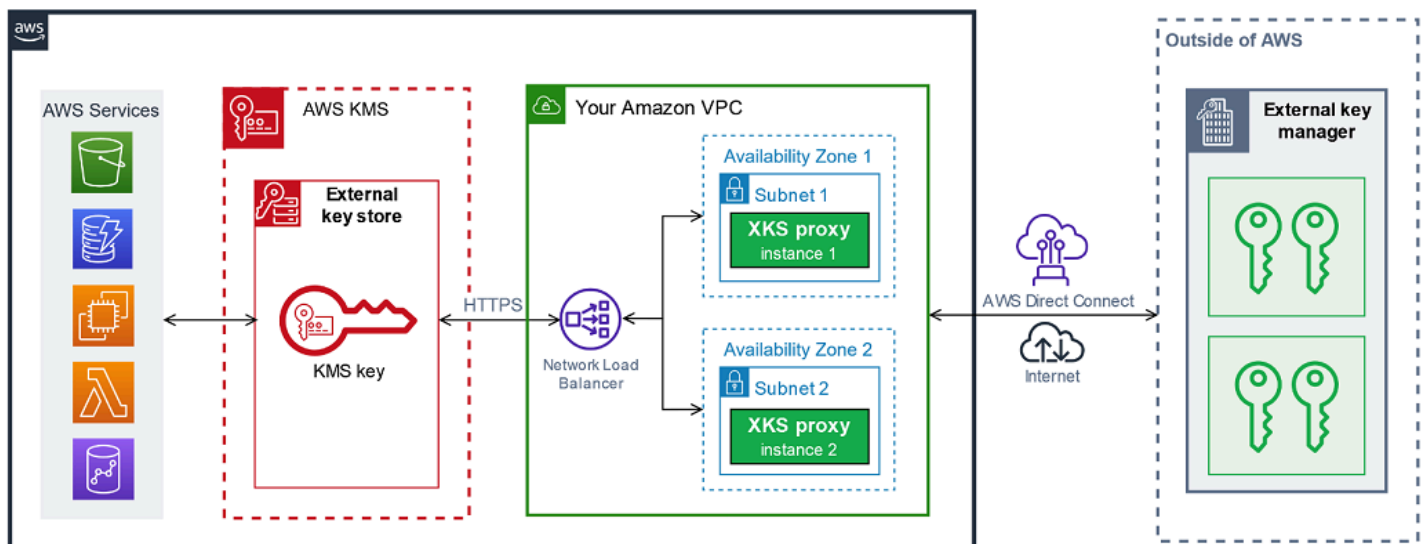 aws
AWS Services
AWS KMS
External
key store
KMS key
HTTPS
Your Amazon VPC
Network Load
Balancer
Availability Zone 1
Subnet 1
XKS proxy
instance 1
Availability Zone 2
Subnet 2
XKS proxy
instance 2
AWS Direct Connect
Internet
Outside of AWS
External key
manager